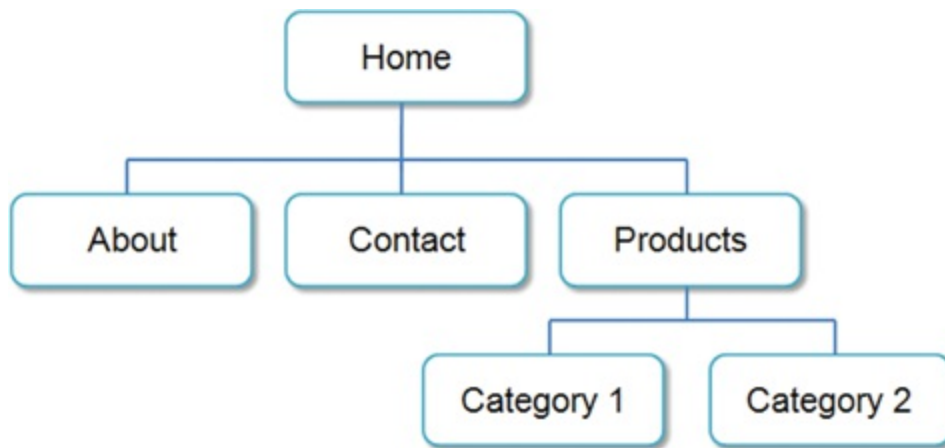 Home
About
Contact
Products
Category 1
Category 2